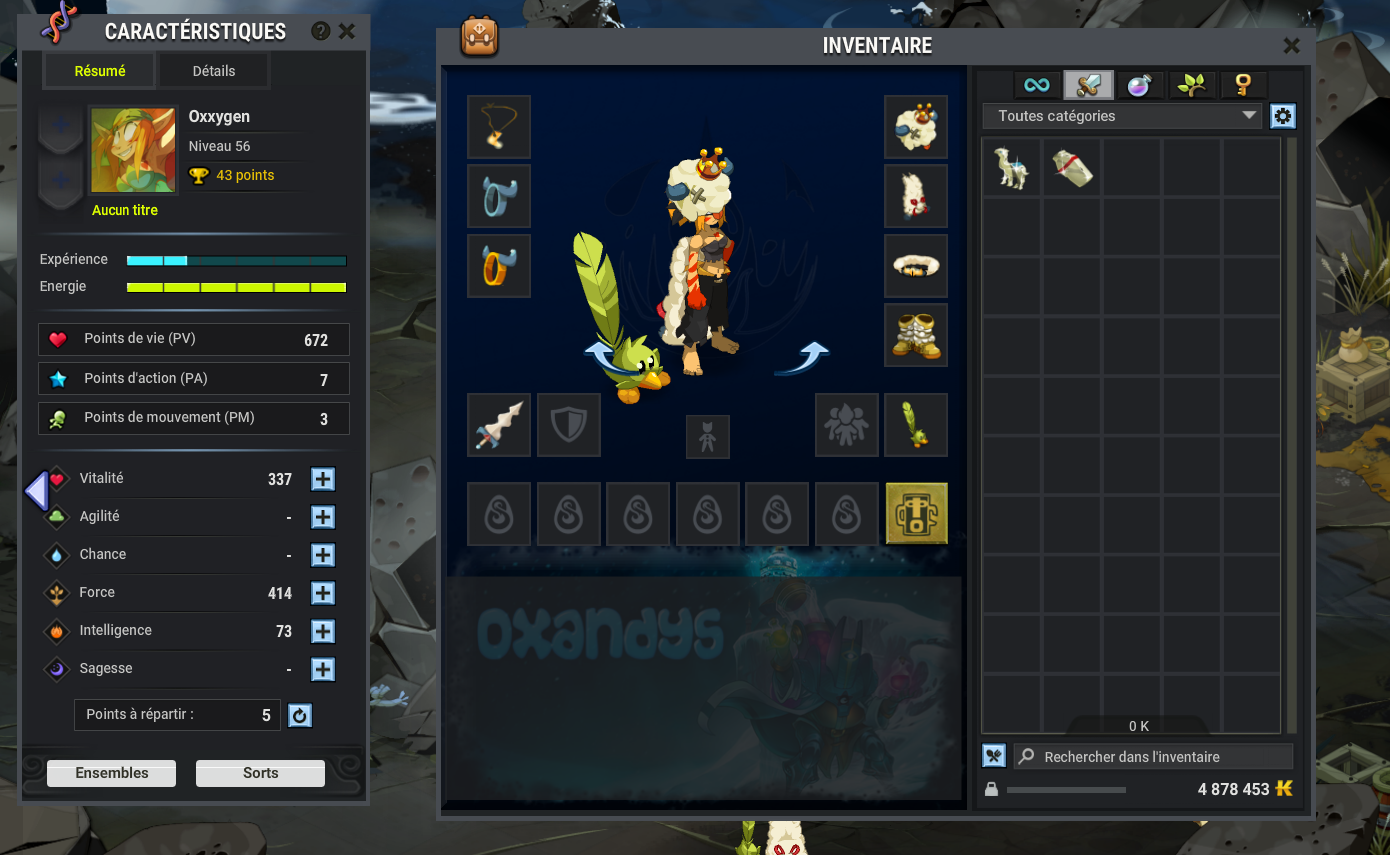 CARACTÉRISTIQUES
?
Résumé
Détails
Oxxygen
Niveau 56
43 points
Aucun titre
Expérience
Energie
Points de vie (PV) 672
Points d'action (PA) 7
Points de mouvement (PM) 3
Vitalité 337
Agilité -
Chance -
Force 414
Intelligence 73
Sagesse -
Points à répartir : 5
Ensembles
Sorts
INVENTAIRE
oxandys
Toutes catégories
0 K
Rechercher dans l'inventaire
4 878 453 K